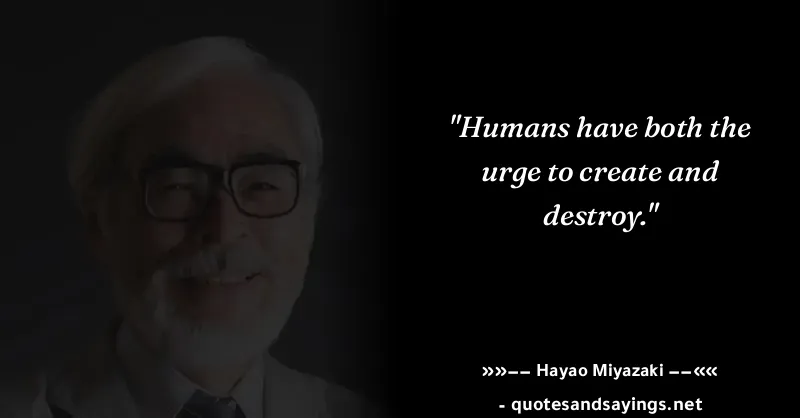 "Humans have both the
urge to create and
destroy."
»»−− Hayao Miyazaki −−««
- quotesandsayings.net